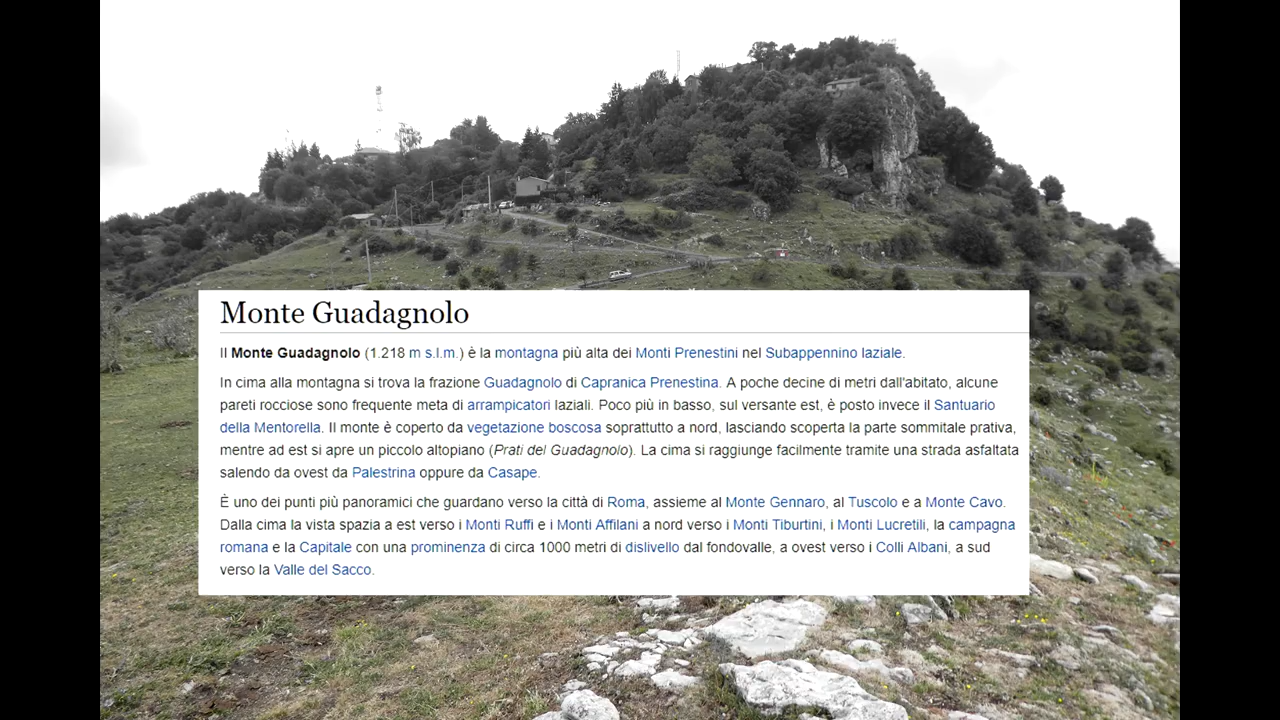 Monte Guadagnolo
Il Monte Guadagnolo (1.218 m s.l.m.) è la montagna più alta dei Monti Prenestini nel Subappennino laziale.
In cima alla montagna si trova la frazione Guadagnolo di Capranica Prenestina. A poche decine di metri dall'abitato, alcune
pareti rocciose sono frequente meta di arrampicatori laziali. Poco più in basso, sul versante est, è posto invece il Santuario
della Mentorella. Il monte è coperto da vegetazione boscosa soprattutto a nord, lasciando scoperta la parte sommitale prativa,
mentre ad est si apre un piccolo altopiano (Prati del Guadagnolo). La cima si raggiunge facilmente tramite una strada asfaltata
salendo da ovest da Palestrina oppure da Casape.
È uno dei punti più panoramici che guardano verso la città di Roma, assieme al Monte Gennaro, al Tuscolo e a Monte Cavo.
Dalla cima la vista spazia a est verso i Monti Ruffi e i Monti Affilani a nord verso i Monti Tiburtini, i Monti Lucretili, la campagna
romana e la Capitale con una prominenza di circa 1000 metri di dislivello dal fondovalle, a ovest verso i Colli Albani, a sud
verso la Valle del Sacco.